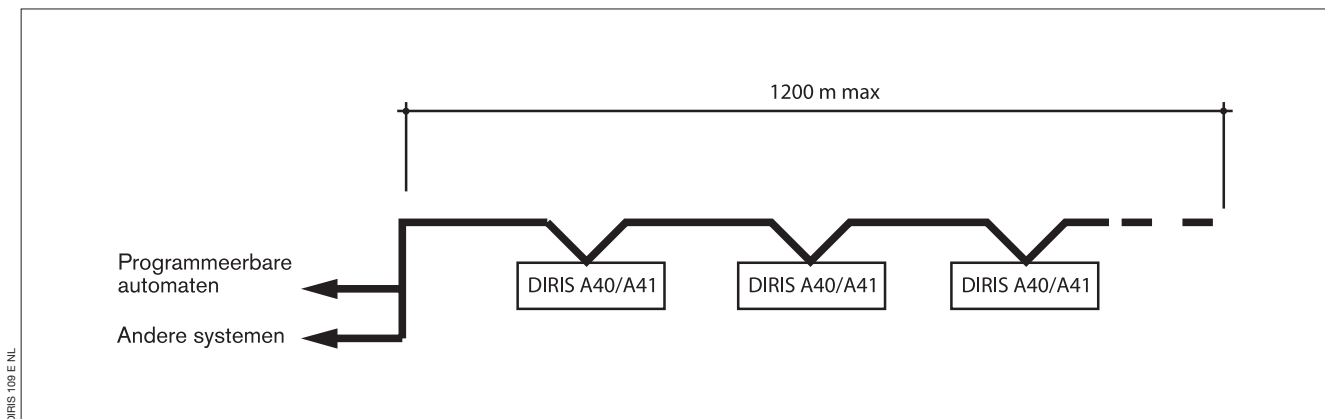 1200 m max
Programmeerbare
automaten
Andere systemen
DIRIS A40/A41
DIRIS A40/A41
DIRIS A40/A41
DIRIS 109 E NL